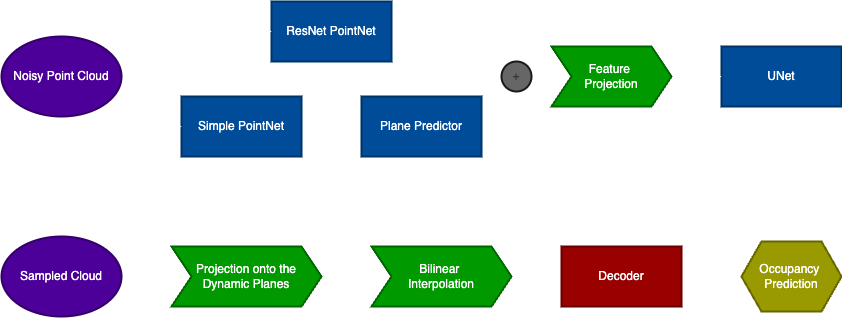 ResNet PointNet
Noisy Point Cloud
+
Feature
Projection
UNet
Simple PointNet
Plane Predictor
Sampled Cloud
Projection onto the
Dynamic Planes
Bilinear
Interpolation
Decoder
Occupancy
Prediction